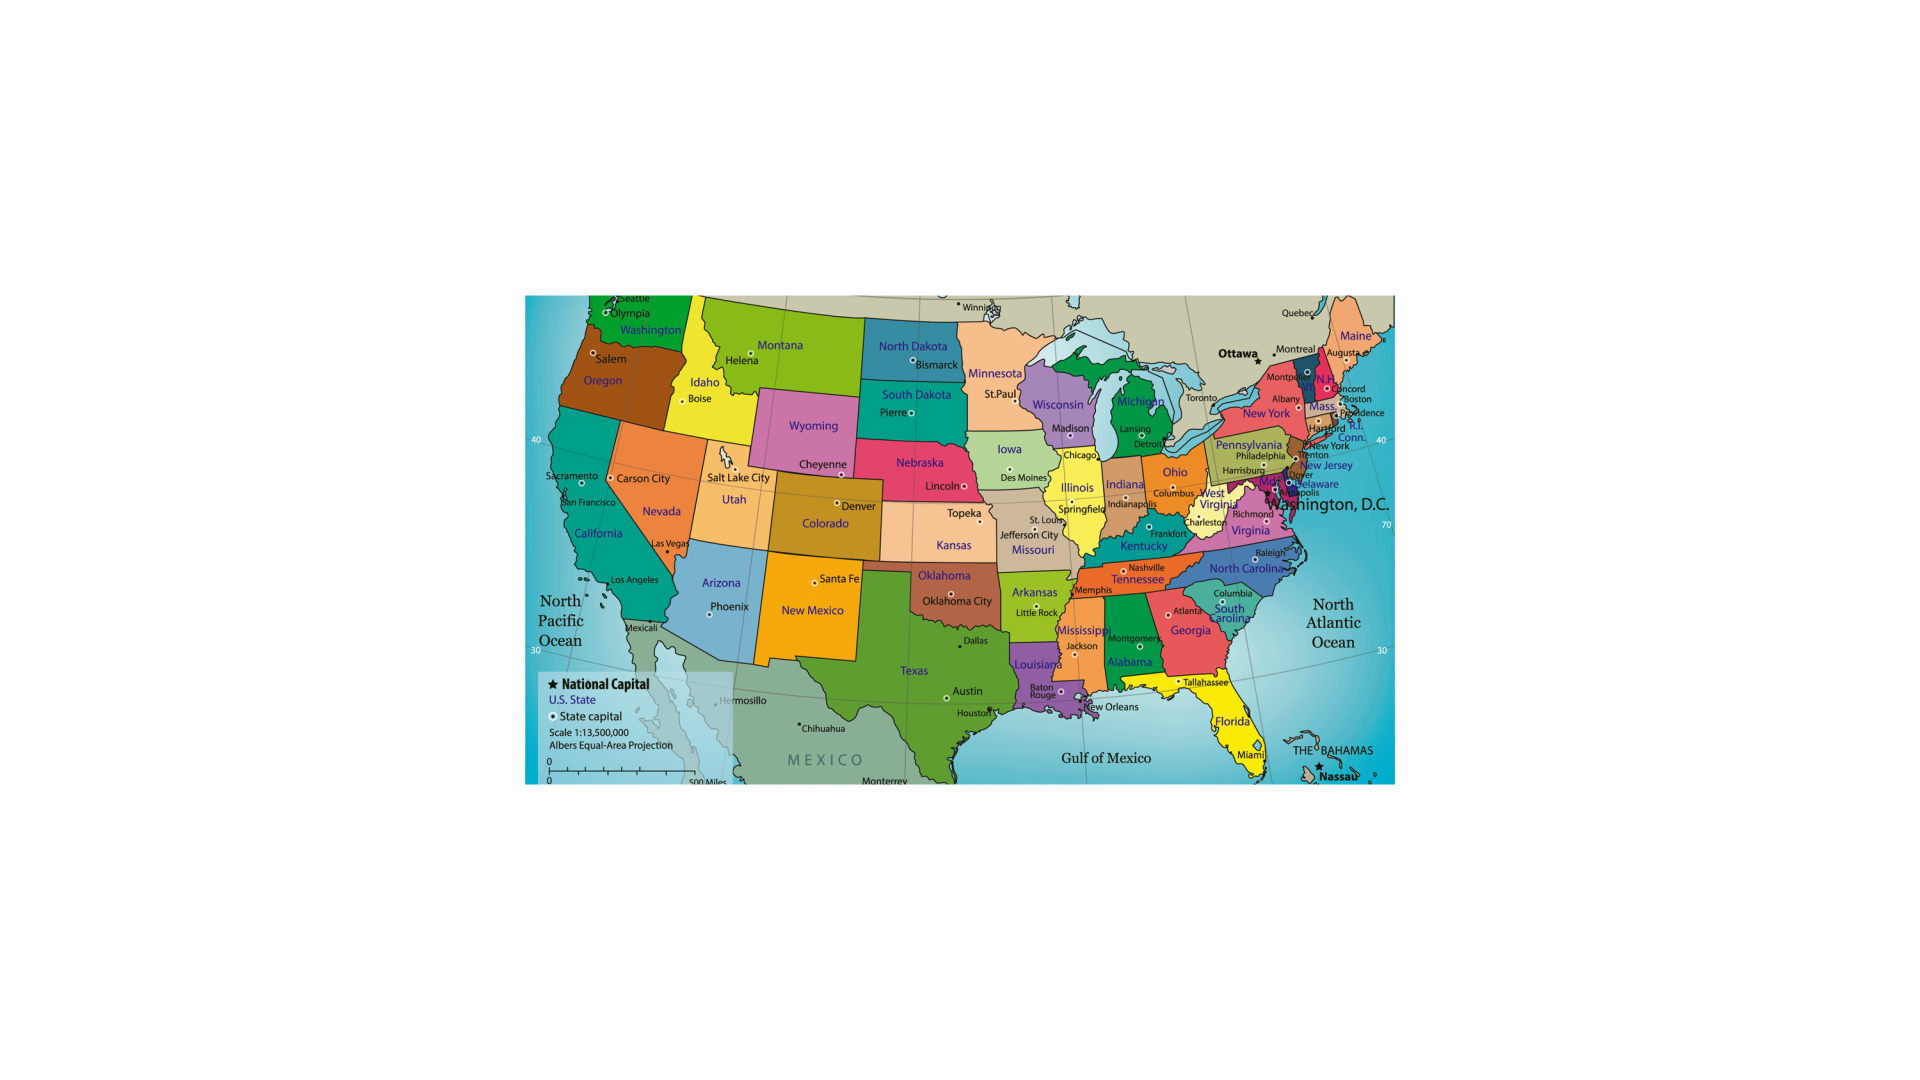 Seattle
Olympia
Washington
Salem
Oregon
Idaho
Boise
Montana
Helena
Wyoming
Cheyenne
North Dakota
Bismarck
South Dakota
Pierre
Nebraska
Lincoln
Winnipeg
Minnesota
St.Paul
Wisconsin
Madison
Michigan
Lansing
Detroit
Iowa
Des Moines
Chicago
Illinois
Springfield
Indiana
Indianapolis
Ohio
Columbus
Ottawa
Montreal
Quebec
Toronto
Maine
Augusta
Montpelier
Vt.
N.H.
Concord
Albany
New York
Mass.
Boston
Providence
Hartford
R.I.
Conn.
New York
Pennsylvania
Philadelphia
Harrisburg
Trenton
New Jersey
Md.
Dover
Delaware
Annapolis
Washington, D.C.
West
Virginia
Charleston
Richmond
Virginia
Kentucky
Frankfort
Nashville
Tennessee
Memphis
Raleigh
North Carolina
Columbia
South
Carolina
Atlanta
Georgia
Montgomery
Alabama
Mississippi
Jackson
Tallahassee
Florida
Miami
40
Sacramento
San Francisco
California
Los Angeles
Carson City
Nevada
Las Vegas
Salt Lake City
Utah
Denver
Colorado
Topeka
Kansas
St. Louis
Jefferson City
Missouri
Arizona
Phoenix
Santa Fe
New Mexico
Oklahoma
Oklahoma City
Arkansas
Little Rock
Texas
Dallas
Austin
Houston
Louisiana
Baton
Rouge
New Orleans
Mexicali
Hermosillo
Chihuahua
MEXICO
Monterrey
Gulf of Mexico
North
Pacific
Ocean
30
North
Atlantic
Ocean
40
70
30
THE BAHAMAS
Nassau
National Capital
U.S. State
State capital
Scale 1:13,500,000
Albers Equal-Area Projection
0
0
500 Miles